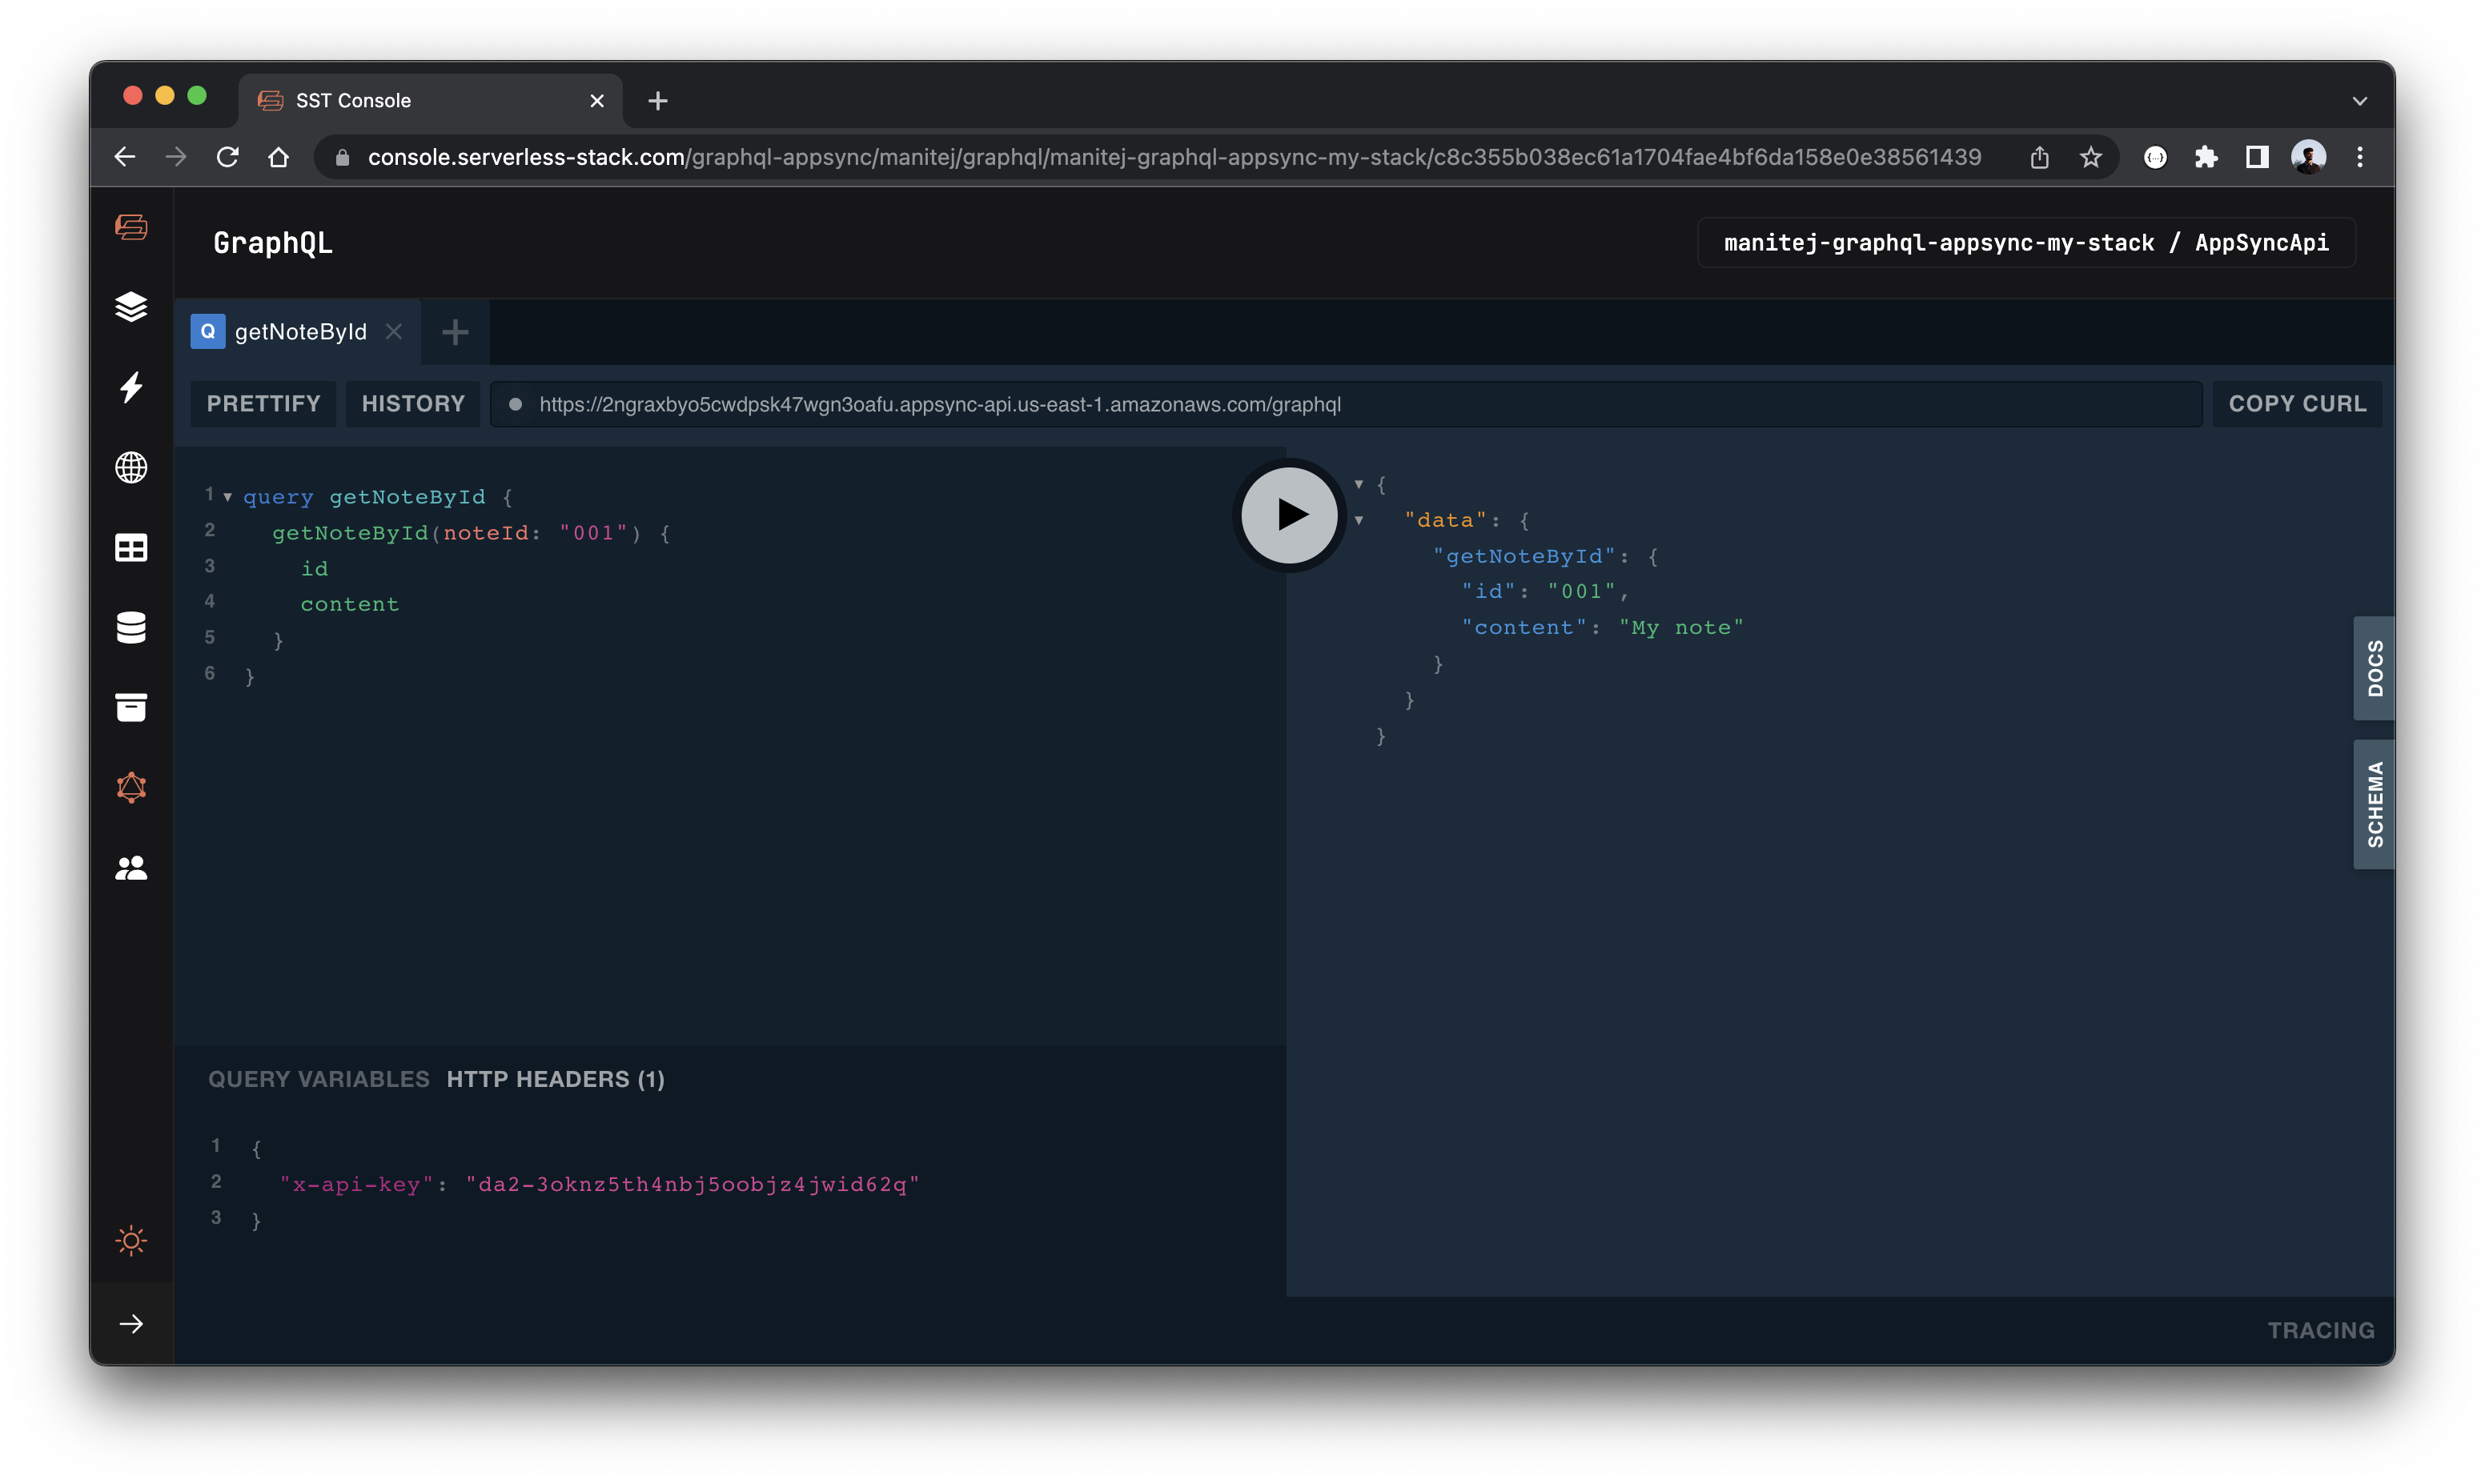 SST Console
console.serverless-stack.com/graphql-appsync/manitej/graphql/manitej-graphql-appsync-my-stack/c8c355b038ec61a1704fae4bf6da158e0e38561439
GraphQL
manitej-graphql-appsync-my-stack / AppSyncApi
Q getNoteById
PRETTIFY HISTORY https://2ngraxbyo5cwdpsk47wgn3oafu.appsync-api.us-east-1.amazonaws.com/graphql COPY CURL
1 query getNoteById {
2 getNoteById(noteId: "001") {
3 id
4 content
5 }
6 }
{
"data": {
"getNoteById": {
"id": "001",
"content": "My note"
}
}
}
DOCS
SCHEMA
QUERY VARIABLES HTTP HEADERS (1)
1 {
2 "x-api-key": "da2-3oknz5th4nbj5oobjz4jwid62q"
3 }
TRACING